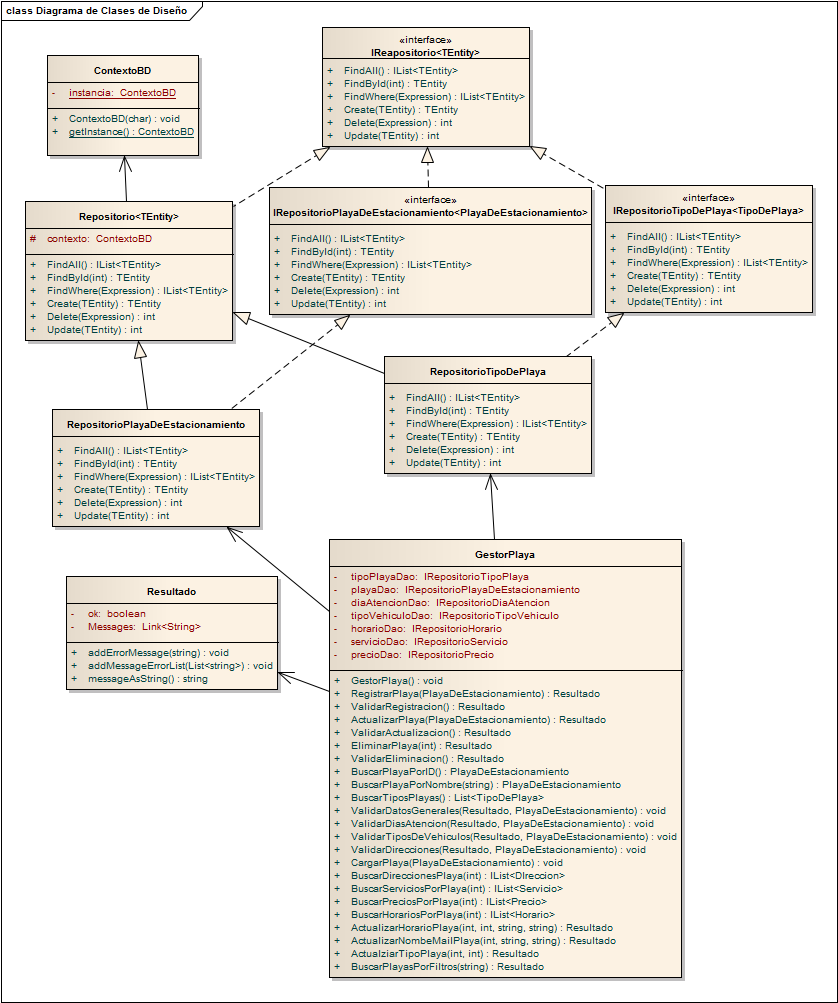 class Diagrama de Clases de Diseño
ContextoBD
- instancia: ContextoBD
+ ContextoBD(char) : void
+ getInstance() : ContextoBD
«interface»
IReapositorio<TEntity>
+ FindAll() : IList<TEntity>
+ FindById(int) : TEntity
+ FindWhere(Expression) : IList<TEntity>
+ Create(TEntity) : TEntity
+ Delete(Expression) : int
+ Update(TEntity) : int
Repositorio<TEntity>
# contexto: ContextoBD
+ FindAll() : IList<TEntity>
+ FindById(int) : TEntity
+ FindWhere(Expression) : IList<TEntity>
+ Create(TEntity) : TEntity
+ Delete(Expression) : int
+ Update(TEntity) : int
«interface»
IRepositorioPlayaDeEstacionamiento<PlayaDeEstacionamiento>
+ FindAll() : IList<TEntity>
+ FindById(int) : TEntity
+ FindWhere(Expression) : IList<TEntity>
+ Create(TEntity) : TEntity
+ Delete(Expression) : int
+ Update(TEntity) : int
«interface»
IRepositorioTipoDePlaya<TipoDePlaya>
+ FindAll() : IList<TEntity>
+ FindById(int) : TEntity
+ FindWhere(Expression) : IList<TEntity>
+ Create(TEntity) : TEntity
+ Delete(Expression) : int
+ Update(TEntity) : int
RepositorioTipoDePlaya
+ FindAll() : IList<TEntity>
+ FindById(int) : TEntity
+ FindWhere(Expression) : IList<TEntity>
+ Create(TEntity) : TEntity
+ Delete(Expression) : int
+ Update(TEntity) : int
RepositorioPlayaDeEstacionamiento
+ FindAll() : IList<TEntity>
+ FindById(int) : TEntity
+ FindWhere(Expression) : IList<TEntity>
+ Create(TEntity) : TEntity
+ Delete(Expression) : int
+ Update(TEntity) : int
Resultado
- ok: boolean
- Messages: Link<String>
+ addErrorMessage(string) : void
+ addMessageErrorList(List<string>) : void
+ messageAsString() : string
GestorPlaya
- tipoPlayaDao: IRepositorioTipoPlaya
- playaDao: IRepositorioPlayaDeEstacionamiento
- diaAtencionDao: IRepositorioDiaAtencion
- tipoVehiculoDao: IRepositorioTipoVehiculo
- horarioDao: IRepositorioHorario
- servicioDao: IRepositorioServicio
- precioDao: IRepositorioPrecio
+ GestorPlaya() : void
+ RegistrarPlaya(PlayaDeEstacionamiento) : Resultado
+ ValidarRegistracion() : Resultado
+ ActualizarPlaya(PlayaDeEstacionamiento) : Resultado
+ ValidarActualizacion() : Resultado
+ EliminarPlaya(int) : Resultado
+ ValidarEliminacion() : Resultado
+ BuscarPlayaPorID() : PlayaDeEstacionamiento
+ BuscarPlayaPorNombre(string) : PlayaDeEstacionamiento
+ BuscarTiposPlayas() : List<TipoDePlaya>
+ ValidarDatosGenerales(Resultado, PlayaDeEstacionamiento) : void
+ ValidarDiasAtencion(Resultado, PlayaDeEstacionamiento) : void
+ ValidarTiposDeVehiculos(Resultado, PlayaDeEstacionamiento) : void
+ ValidarDirecciones(Resultado, PlayaDeEstacionamiento) : void
+ CargarPlaya(PlayaDeEstacionamiento) : void
+ BuscarDireccionesPlaya(int) : IList<DIreccion>
+ BuscarServiciosPorPlaya(int) : IList<Servicio>
+ BuscarPreciosPorPlaya(int) : IList<Precio>
+ BuscarHorariosPorPlaya(int) : IList<Horario>
+ ActualizarHorarioPlaya(int, int, string, string) : Resultado
+ ActualizarNombeMailPlaya(int, string, string) : Resultado
+ ActualziarTipoPlaya(int, int) : Resultado
+ BuscarPlayasPorFiltros(string) : Resultado